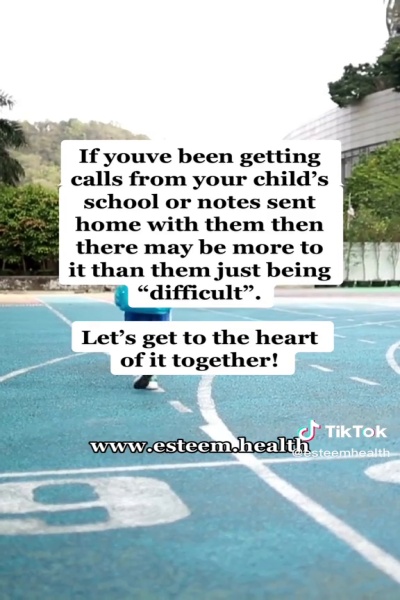 If youve been getting
calls from your child's
school or notes sent
home with them then
there may be more to
it than them just being
“difficult”.
Let's get to the heart
of it together!
www.esteem.health
TikTok
@esteemhealth
9